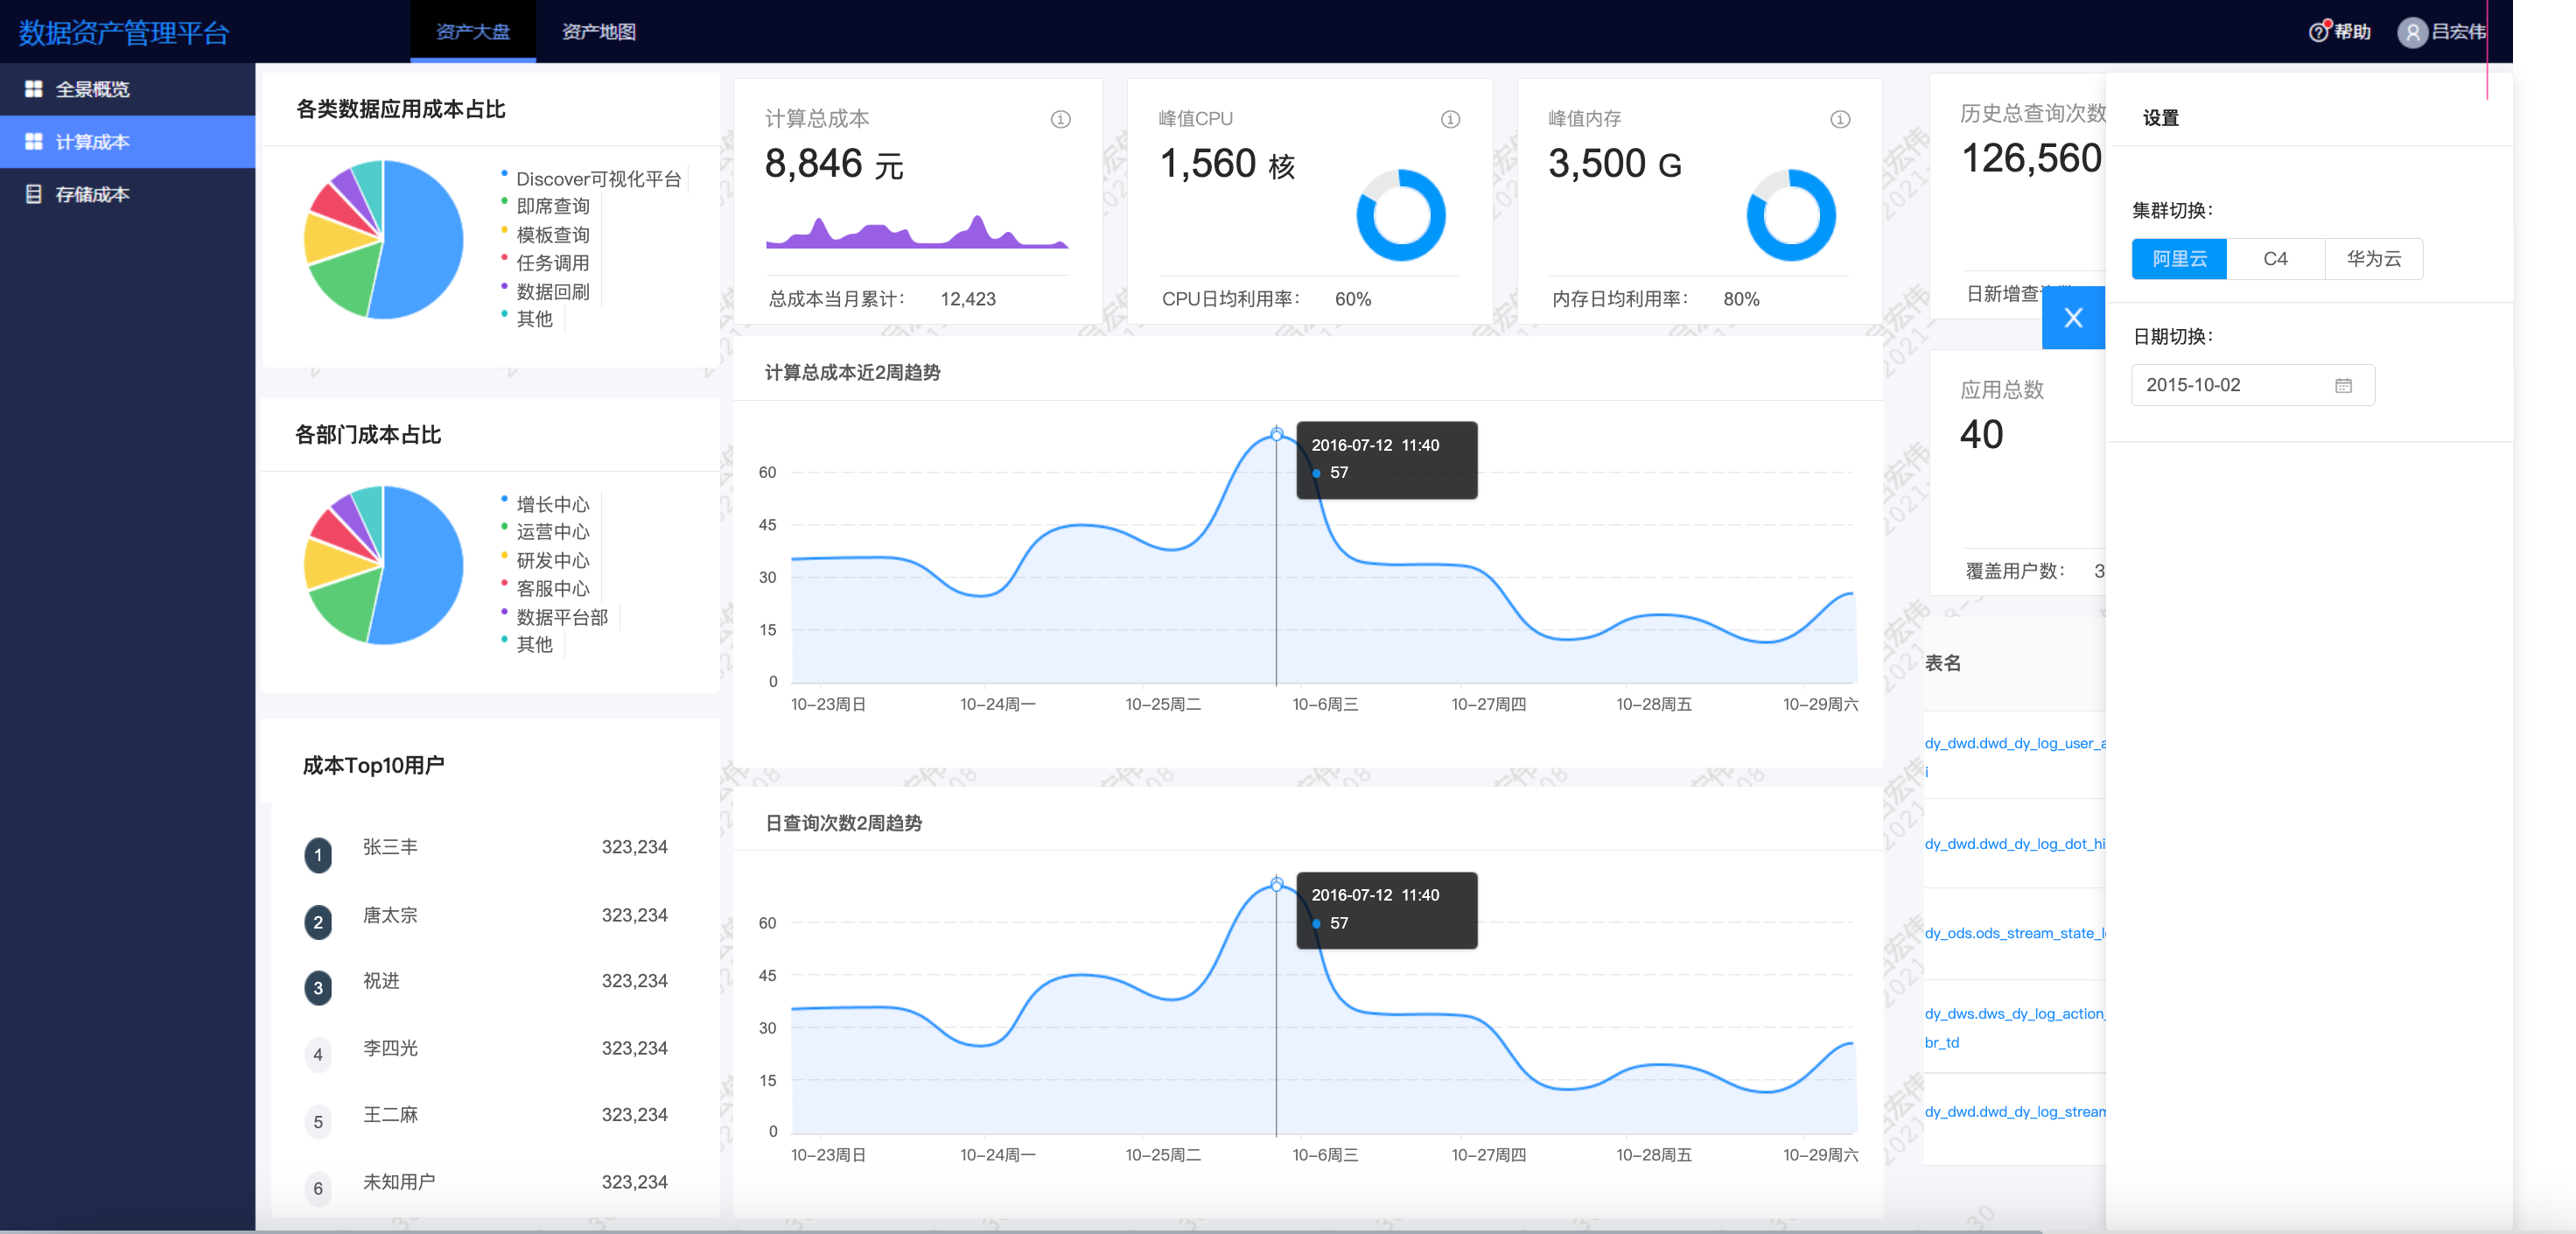 数据资产管理平台
资产大盘
资产地图
帮助
吕宏伟
全景概览
计算成本
存储成本
各类数据应用成本占比
Discover可视化平台
即席查询
模板查询
任务调用
数据回刷
其他
各部门成本占比
增长中心
运营中心
研发中心
客服中心
数据平台部
其他
成本Top10用户
1 张三丰 323,234
2 唐太宗 323,234
3 祝进 323,234
4 李四光 323,234
5 王二麻 323,234
6 未知用户 323,234
计算总成本
8,846 元
总成本当月累计： 12,423
峰值CPU
1,560 核
CPU日均利用率： 60%
峰值内存
3,500 G
内存日均利用率： 80%
计算总成本近2周趋势
2016-07-12 11:40
57
60
45
30
15
0
10-23周日 10-24周一 10-25周二 10-6周三 10-27周四 10-28周五 10-29周六
日查询次数2周趋势
2016-07-12 11:40
57
60
45
30
15
0
10-23周日 10-24周一 10-25周二 10-6周三 10-27周四 10-28周五 10-29周六
历史总查询次数
126,560
日新增查
应用总数
40
覆盖用户数： 3
表名
dy_dwd.dwd_dy_log_user_a
i
dy_dwd.dwd_dy_log_dot_hi
dy_ods.ods_stream_state_l
dy_dws.dws_dy_log_action_
br_td
dy_dwd.dwd_dy_log_stream
X
设置
集群切换：
阿里云 C4 华为云
日期切换：
2015-10-02